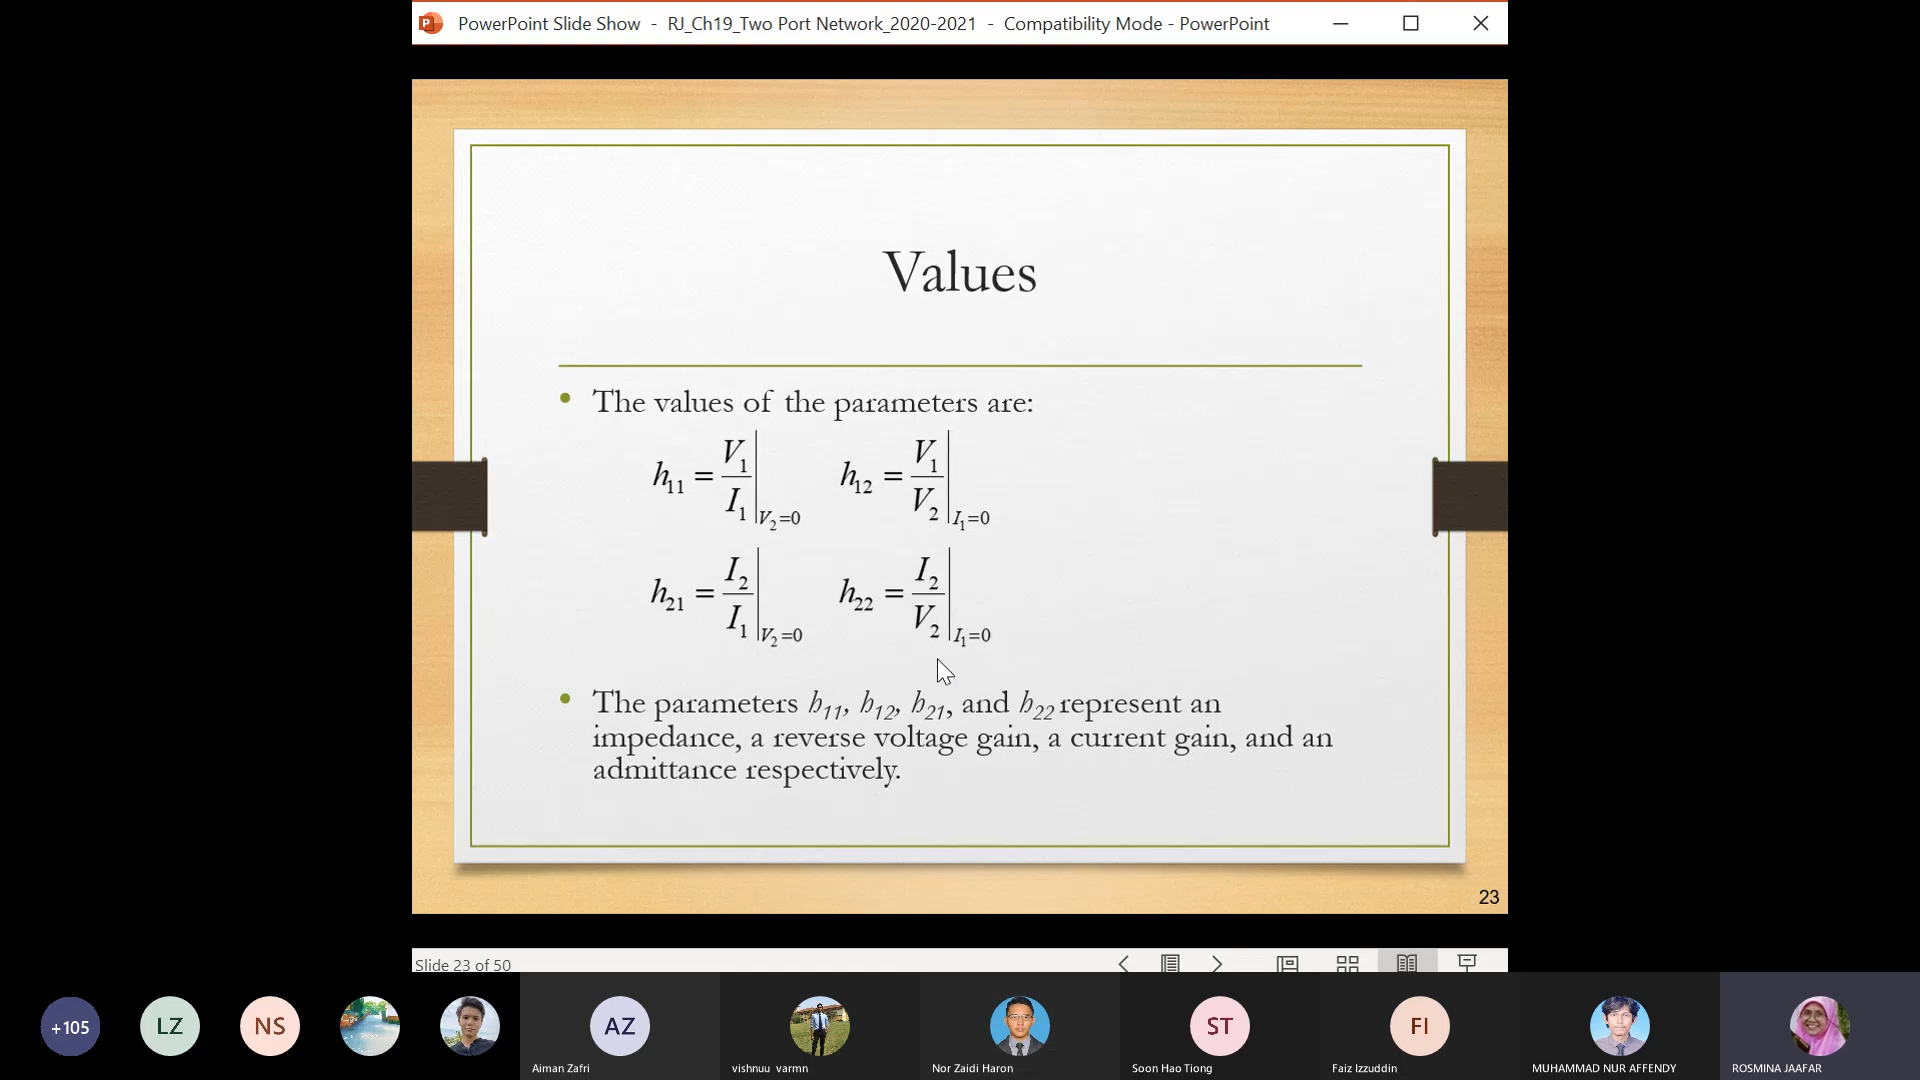 PowerPoint Slide Show - RJ_Ch19_Two Port Network_2020-2021 - Compatibility Mode - PowerPoint
Values
• The values of the parameters are:
h11 = V1/I1 |V2=0 h12 = V1/V2 |I1=0
h21 = I2/I1 |V2=0 h22 = I2/V2 |I1=0
• The parameters h11, h12, h21, and h22 represent an
impedance, a reverse voltage gain, a current gain, and an
admittance respectively.
23
Slide 23 of 50
+105
LZ
NS
AZ
ST
FI
Aiman Zafri
vishnuu varmn
Nor Zaidi Haron
Soon Hao Tiong
Faiz Izzuddin
MUHAMMAD NUR AFFENDY
ROSMINA JAAFAR